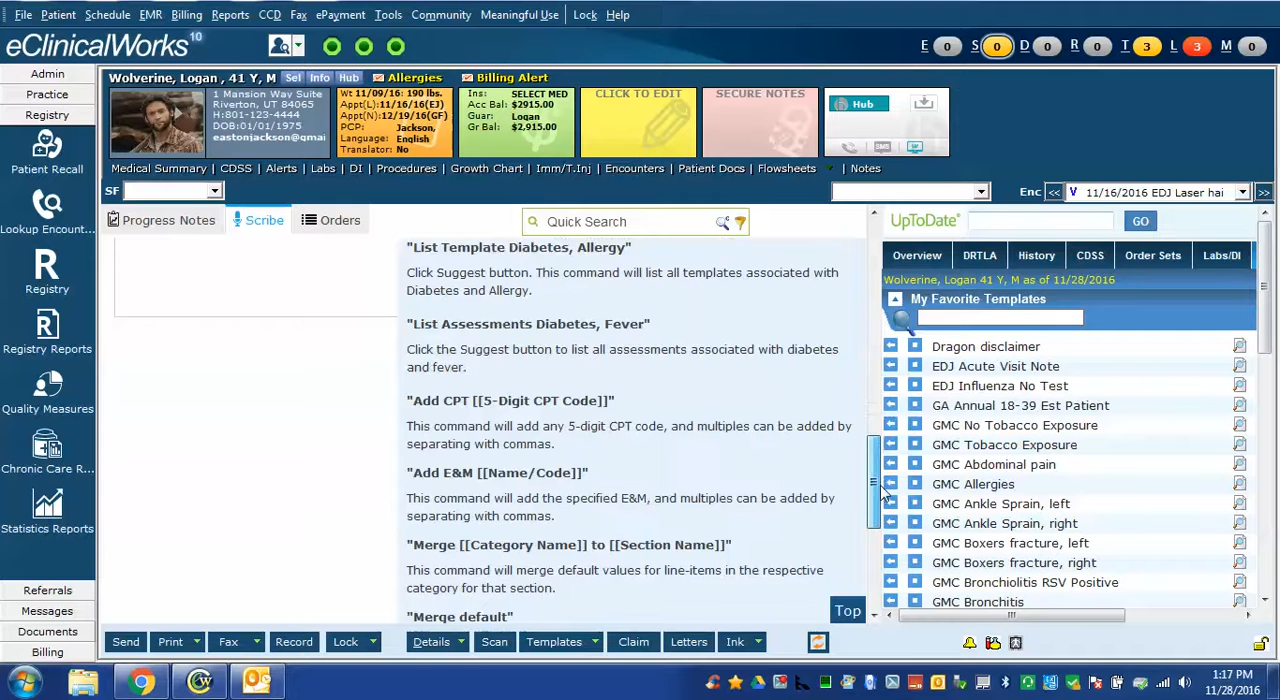 File Patient Schedule EMR Billing Reports CCD Fax ePayment Tools Community Meaningful Use Lock Help
eClinicalWorks 10
E 0 S 0 D 0 R 0 T 3 L 3 M 0
Admin
Practice
Registry
Patient Recall
Lookup Encount...
R
Registry
Registry Reports
Quality Measures
Chronic Care R...
Statistics Reports
Referrals
Messages
Documents
Billing
Wolverine, Logan , 41 Y, M Sel Info Hub Allergies Billing Alert
1 Mansion Way Suite
Riverton, UT 84065
H:801-123-4444
DOB:01/01/1975
eastonjackson@gmai
Wt 11/09/16: 190 lbs.
Appt(L):11/16/16(EJ)
Appt(N):12/19/16(GF)
PCP: Jackson,
Language: English
Translator: No
Ins: SELECT MED
Acc Bal: $2915.00
Guar: Logan
Gr Bal: $2,915.00
CLICK TO EDIT
SECURE NOTES
Hub
Medical Summary | CDSS | Alerts | Labs | DI | Procedures | Growth Chart | Imm/T.Inj | Encounters | Patient Docs | Flowsheets | Notes
SF
Enc << V 11/16/2016 EDJ Laser hai >>
Progress Notes Scribe Orders
Quick Search
"List Template Diabetes, Allergy"
Click Suggest button. This command will list all templates associated with
Diabetes and Allergy.
"List Assessments Diabetes, Fever"
Click the Suggest button to list all assessments associated with diabetes
and fever.
"Add CPT [[5-Digit CPT Code]]"
This command will add any 5-digit CPT code, and multiples can be added by
separating with commas.
"Add E&M [[Name/Code]]"
This command will add the specified E&M, and multiples can be added by
separating with commas.
"Merge [[Category Name]] to [[Section Name]]"
This command will merge default values for line-items in the respective
category for that section.
"Merge default"
Top
UpToDate GO
Overview DRTLA History CDSS Order Sets Labs/DI
Wolverine, Logan 41 Y, M as of 11/28/2016
My Favorite Templates
Dragon disclaimer
EDJ Acute Visit Note
EDJ Influenza No Test
GA Annual 18-39 Est Patient
GMC No Tobacco Exposure
GMC Tobacco Exposure
GMC Abdominal pain
GMC Allergies
GMC Ankle Sprain, left
GMC Ankle Sprain, right
GMC Boxers fracture, left
GMC Boxers fracture, right
GMC Bronchiolitis RSV Positive
GMC Bronchitis
Send Print Fax Record Lock Details Scan Templates Claim Letters Ink
1:17 PM
11/28/2016